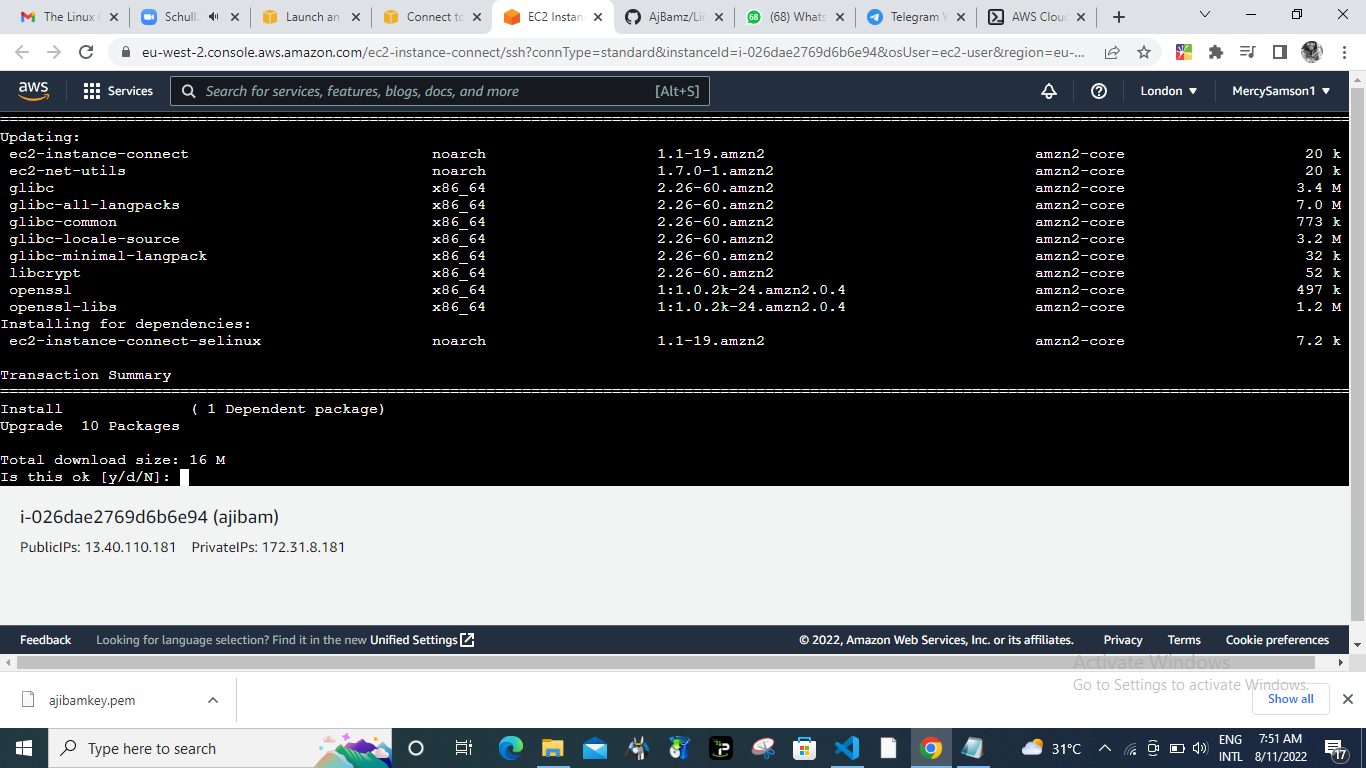 The Linux
Schull
Launch an
Connect to
EC2 Instan
AjBamz/Lin
(68) Whats
Telegram W
AWS Clou
eu-west-2.console.aws.amazon.com/ec2-instance-connect/ssh?connType=standard&instanceId=i-026dae2769d6b6e94&osUser=ec2-user&region=eu-...
aws
Services
Search for services, features, blogs, docs, and more [Alt+S]
London
MercySamson1
Updating:
ec2-instance-connect noarch 1.1-19.amzn2 amzn2-core 20 k
ec2-net-utils noarch 1.7.0-1.amzn2 amzn2-core 20 k
glibc x86_64 2.26-60.amzn2 amzn2-core 3.4 M
glibc-all-langpacks x86_64 2.26-60.amzn2 amzn2-core 7.0 M
glibc-common x86_64 2.26-60.amzn2 amzn2-core 773 k
glibc-locale-source x86_64 2.26-60.amzn2 amzn2-core 3.2 M
glibc-minimal-langpack x86_64 2.26-60.amzn2 amzn2-core 32 k
libcrypt x86_64 2.26-60.amzn2 amzn2-core 52 k
openssl x86_64 1:1.0.2k-24.amzn2.0.4 amzn2-core 497 k
openssl-libs x86_64 1:1.0.2k-24.amzn2.0.4 amzn2-core 1.2 M
Installing for dependencies:
ec2-instance-connect-selinux noarch 1.1-19.amzn2 amzn2-core 7.2 k
Transaction Summary
Install ( 1 Dependent package)
Upgrade 10 Packages
Total download size: 16 M
Is this ok [y/d/N]:
i-026dae2769d6b6e94 (ajibam)
PublicIPs: 13.40.110.181 PrivateIPs: 172.31.8.181
Feedback Looking for language selection? Find it in the new Unified Settings © 2022, Amazon Web Services, Inc. or its affiliates. Privacy Terms Cookie preferences
Activate Windows
Go to Settings to activate Windows.
ajibamkey.pem
Show all
Type here to search
31°C
ENG
INTL
7:51 AM
8/11/2022
17